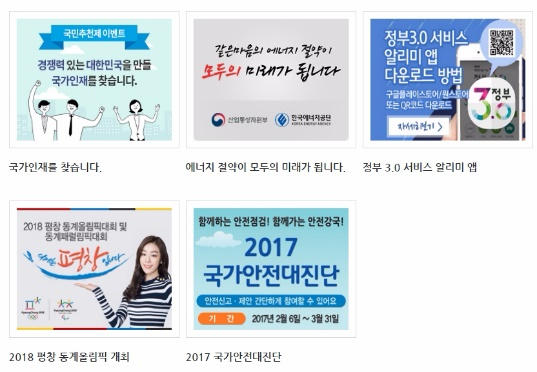 국민추천제 이벤트
경쟁력 있는 대한민국을 만들
국가인재를 찾습니다.
국가인재를 찾습니다.
같은마음의 에너지 절약이
모두의 미래가 됩니다
산업통상자원부
한국에너지공단
KOREA ENERGY AGENCY
에너지 절약이 모두의 미래가 됩니다.
정부3.0 서비스
알리미 앱
다운로드 방법
구글플레이스토어/원스토어
또는 QR코드 다운로드
자세히보기 >
정부
3.0
정부 3.0 서비스 알리미 앱
2018 평창 동계올림픽대회 및
동계패럴림픽대회
평창입니다
2018 평창 동계올림픽 개최
함께하는 안전점검! 함께가는 안전강국!
2017
국가안전대진단
안전신고·제안 간단하게 참여할 수 있어요
기 간
2017년 2월 6일 ~ 3월 31일
2017 국가안전대진단